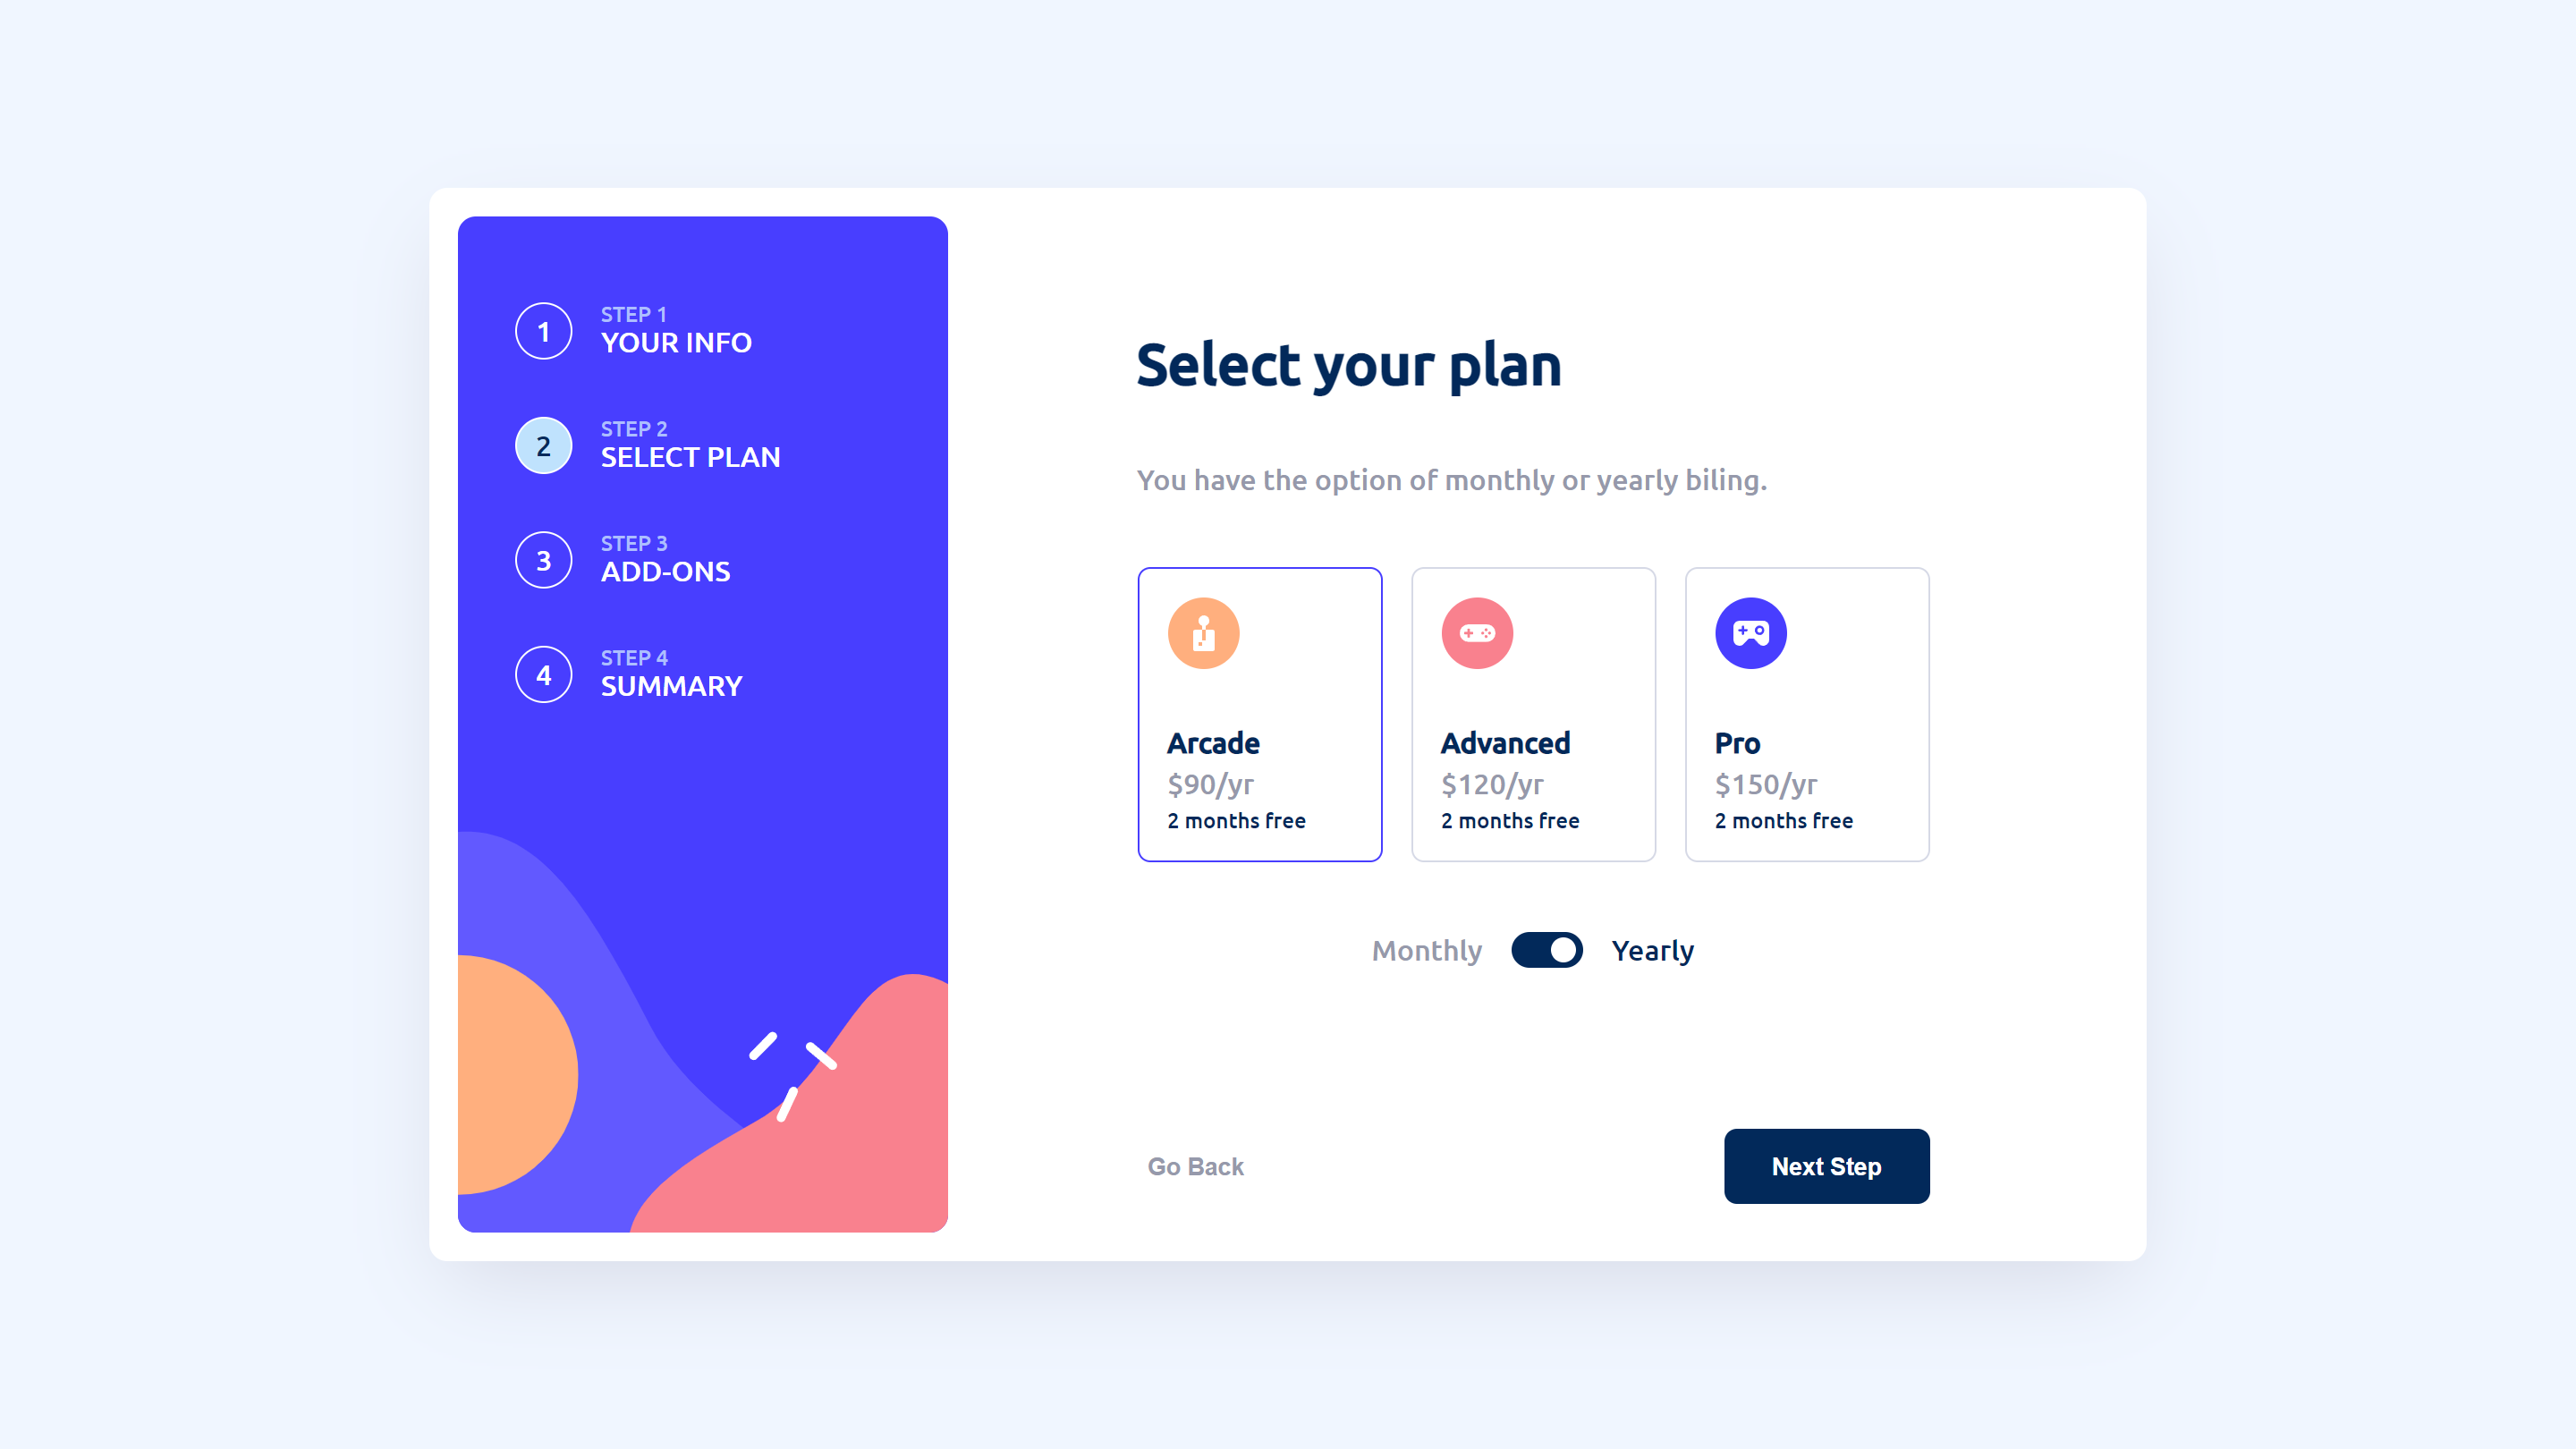 1
STEP 1
YOUR INFO
2
STEP 2
SELECT PLAN
3
STEP 3
ADD-ONS
4
STEP 4
SUMMARY
Select your plan
You have the option of monthly or yearly biling.
Arcade
$90/yr
2 months free
Advanced
$120/yr
2 months free
Pro
$150/yr
2 months free
Monthly Yearly
Go Back
Next Step